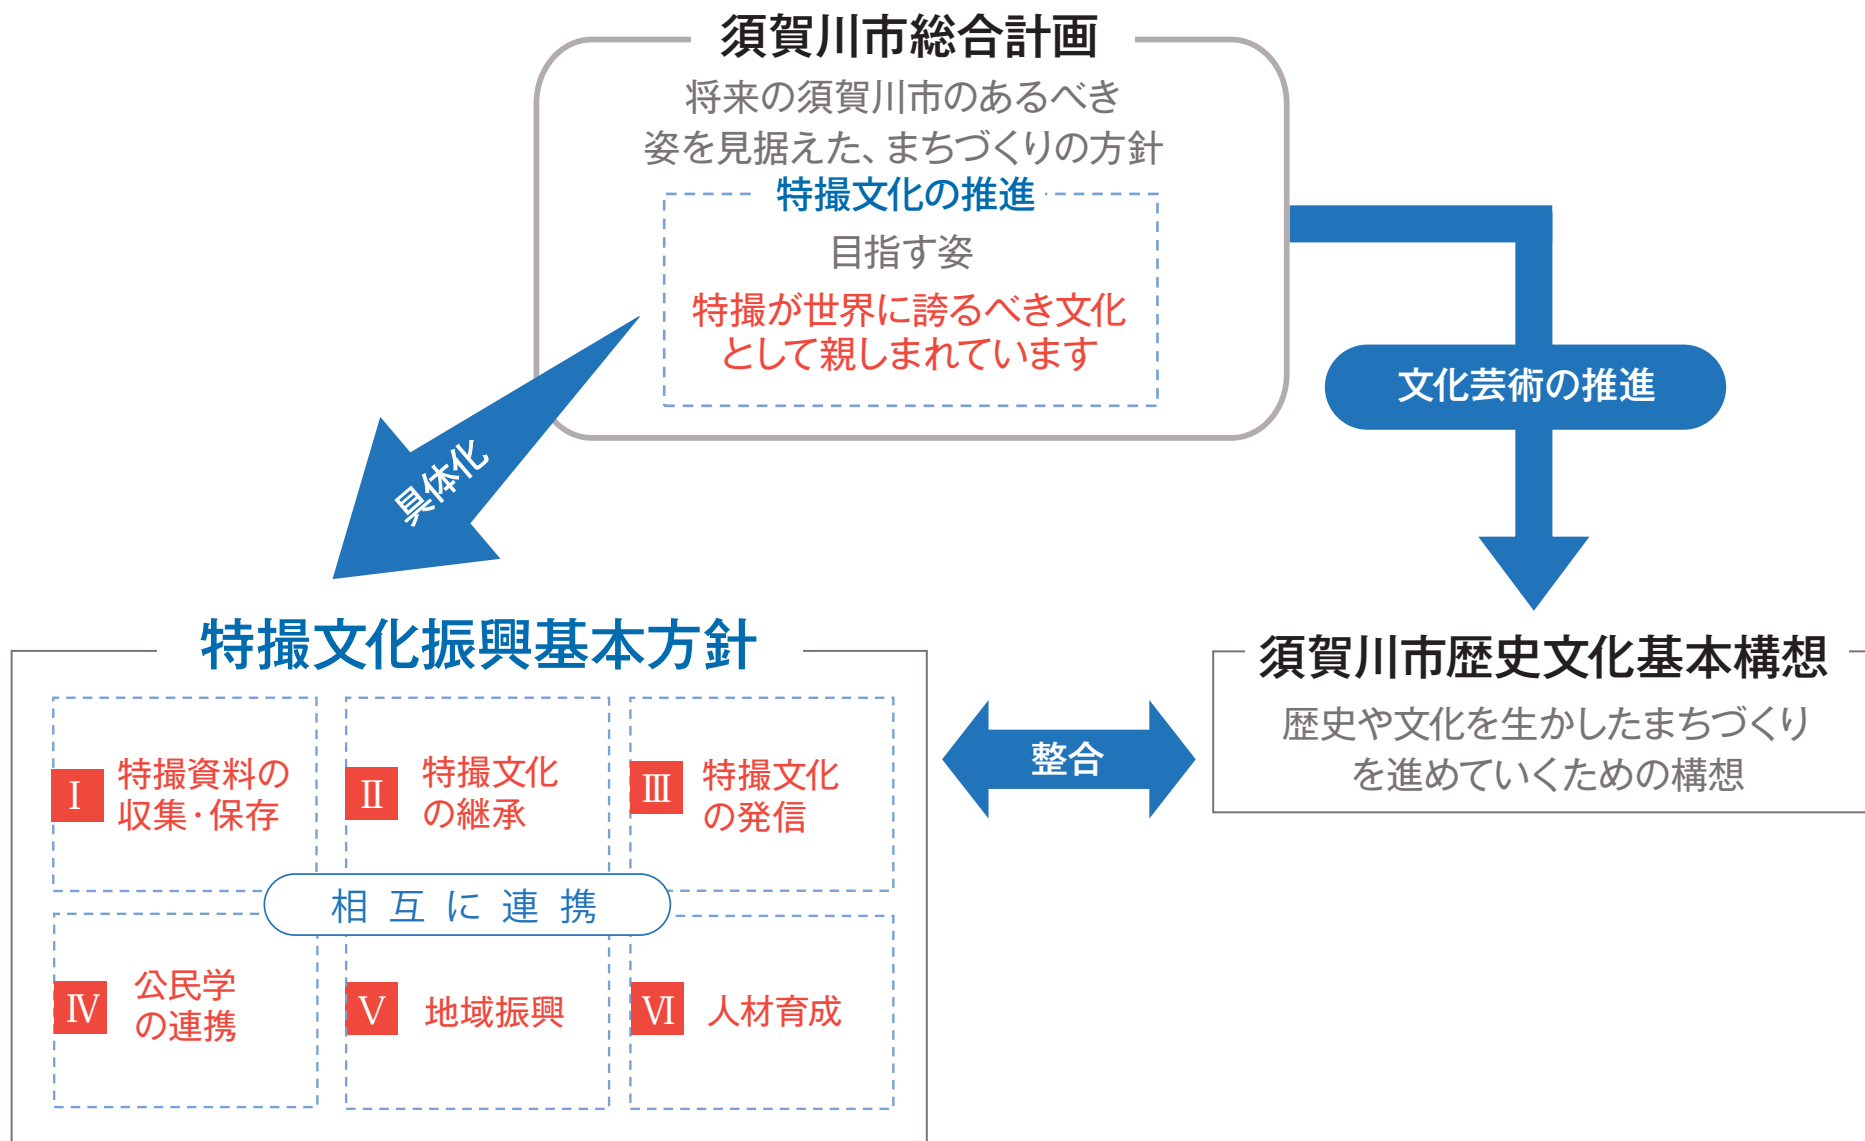 須賀川市総合計画
将来の須賀川市のあるべき
姿を見据えた、まちづくりの方針
特撮文化の推進
目指す姿
特撮が世界に誇るべき文化
として親しまれています
文化芸術の推進
具体化
特撮文化振興基本方針
Ⅰ
特撮資料の
収集・保存
Ⅱ
特撮文化
の継承
Ⅲ
特撮文化
の発信
相互に連携
Ⅳ
公民学
の連携
Ⅴ
地域振興
Ⅵ
人材育成
整合
須賀川市歴史文化基本構想
歴史や文化を生かしたまちづくり
を進めていくための構想